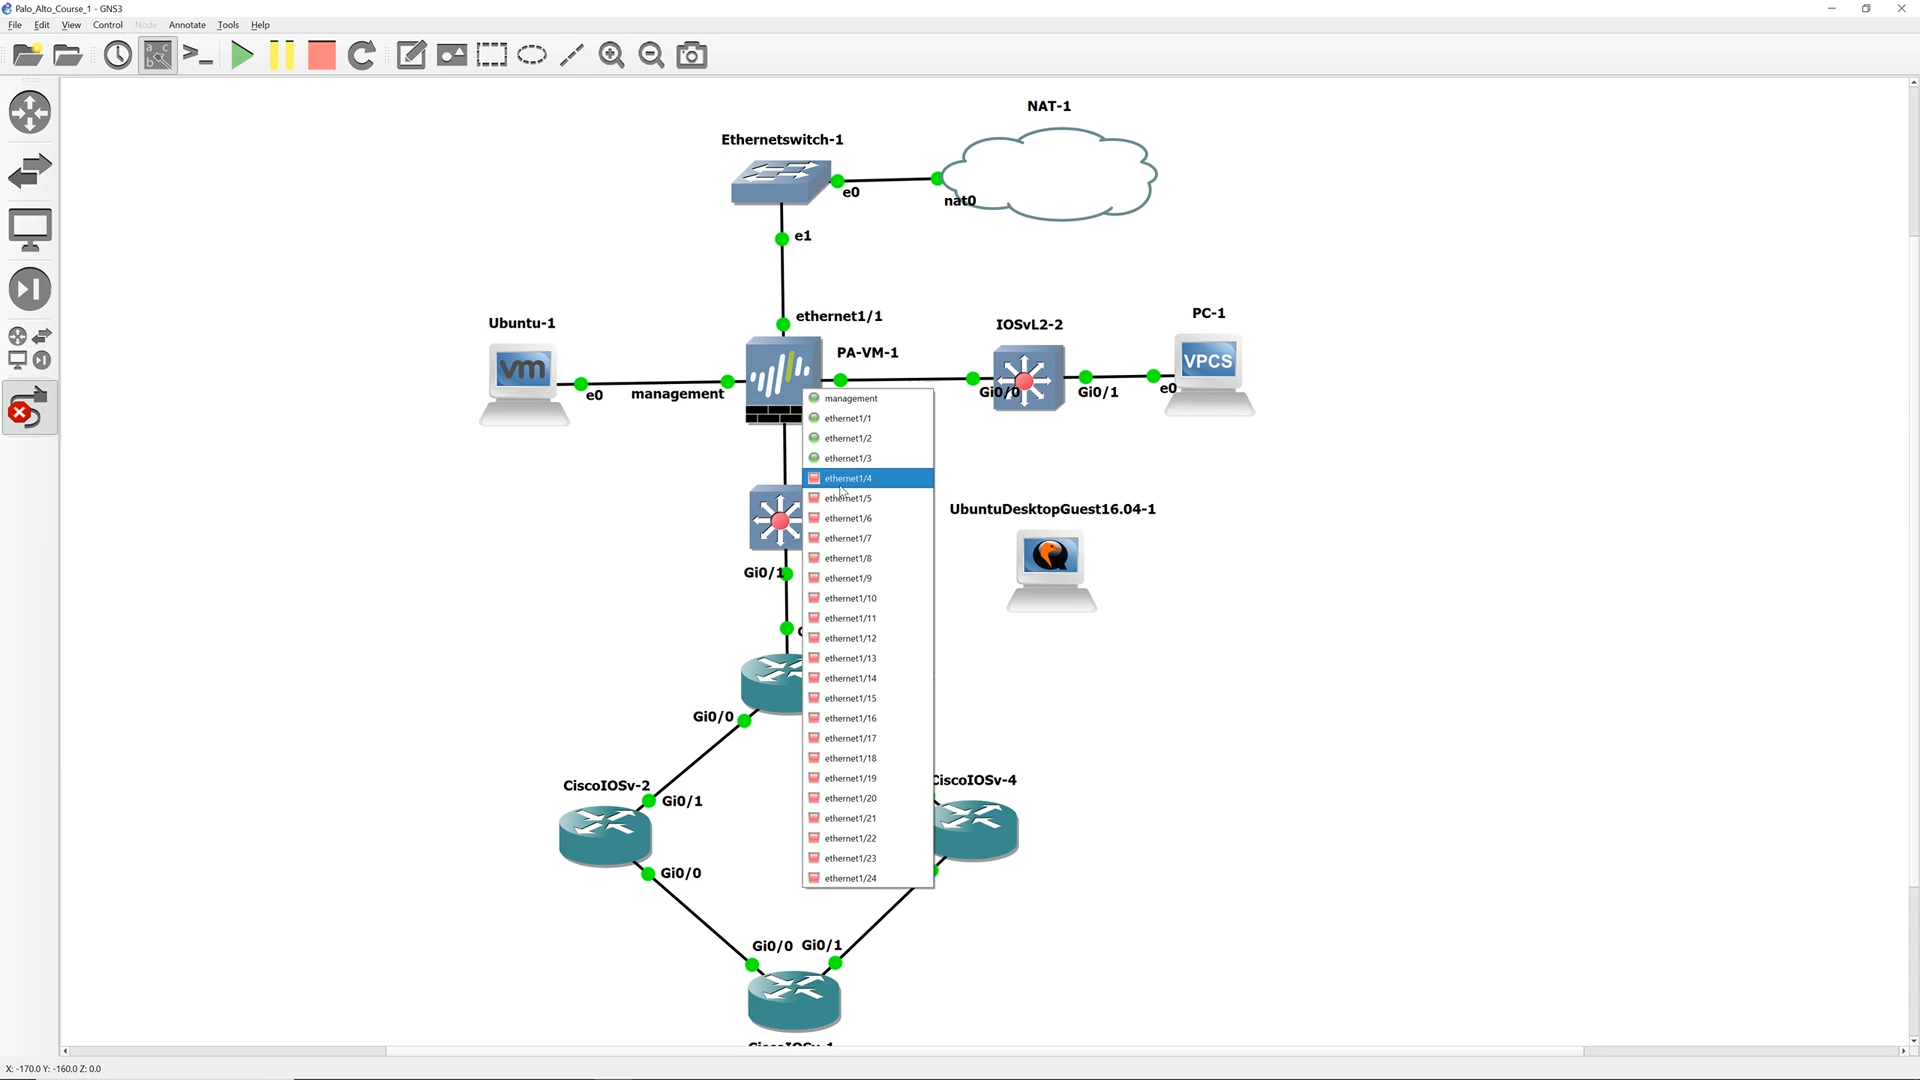 Palo_Alto_Course_1 - GNS3
File Edit View Control Node Annotate Tools Help
NAT-1
Ethernetswitch-1
e0
nat0
e1
ethernet1/1
Ubuntu-1
PA-VM-1
IOSvL2-2
PC-1
vm
VPCS
e0
management
Gi0/0
Gi0/1
e0
management
ethernet1/1
ethernet1/2
ethernet1/3
ethernet1/4
ethernet1/5
ethernet1/6
ethernet1/7
ethernet1/8
ethernet1/9
ethernet1/10
ethernet1/11
ethernet1/12
ethernet1/13
ethernet1/14
ethernet1/15
ethernet1/16
ethernet1/17
ethernet1/18
ethernet1/19
ethernet1/20
ethernet1/21
ethernet1/22
ethernet1/23
ethernet1/24
UbuntuDesktopGuest16.04-1
Gi0/1
Gi0/0
CiscoIOSv-2
Gi0/1
CiscoIOSv-4
Gi0/0
Gi0/0 Gi0/1
CiscoIOSv-1
X: -170.0 Y: -160.0 Z: 0.0